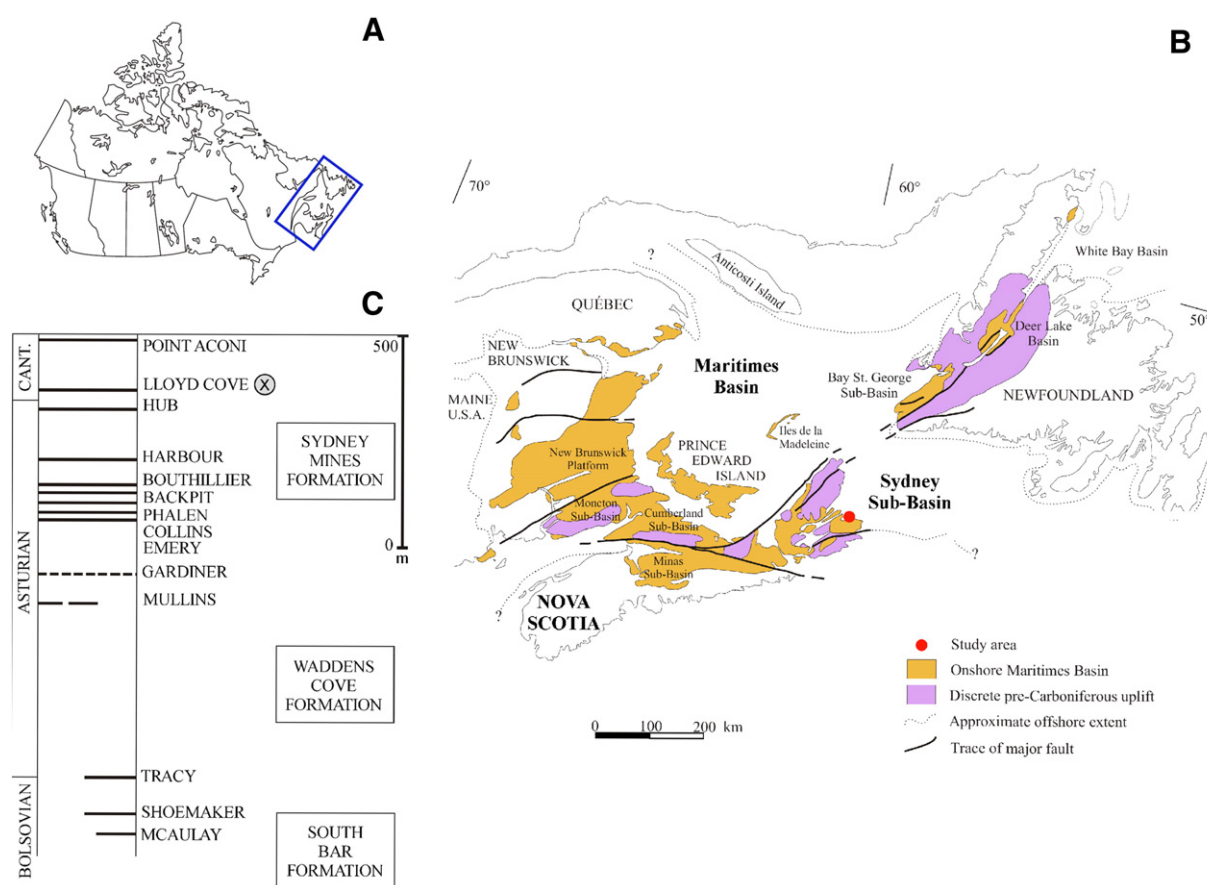 A
B
C
CANT.
ASTURIAN
BOLSOVIAN
POINT ACONI
LLOYD COVE X
HUB
HARBOUR
BOUTHILLIER
BACKPIT
PHALEN
COLLINS
EMERY
GARDINER
MULLINS
TRACY
SHOEMAKER
MCAULAY
500
0
m
SYDNEY
MINES
FORMATION
WADDENS
COVE
FORMATION
SOUTH
BAR
FORMATION
70°
60°
50°
?
Anticosti Island
QUÉBEC
NEW
BRUNSWICK
MAINE
U.S.A.
Maritimes
Basin
White Bay Basin
Deer Lake
Basin
Bay St. George
Sub-Basin
NEWFOUNDLAND
Iles de la
Madeleine
PRINCE
EDWARD
ISLAND
New Brunswick
Platform
Moncton
Sub-Basin
Cumberland
Sub-Basin
Minas
Sub-Basin
Sydney
Sub-Basin
NOVA
SCOTIA
?
?
Study area
Onshore Maritimes Basin
Discrete pre-Carboniferous uplift
Approximate offshore extent
Trace of major fault
0 100 200 km